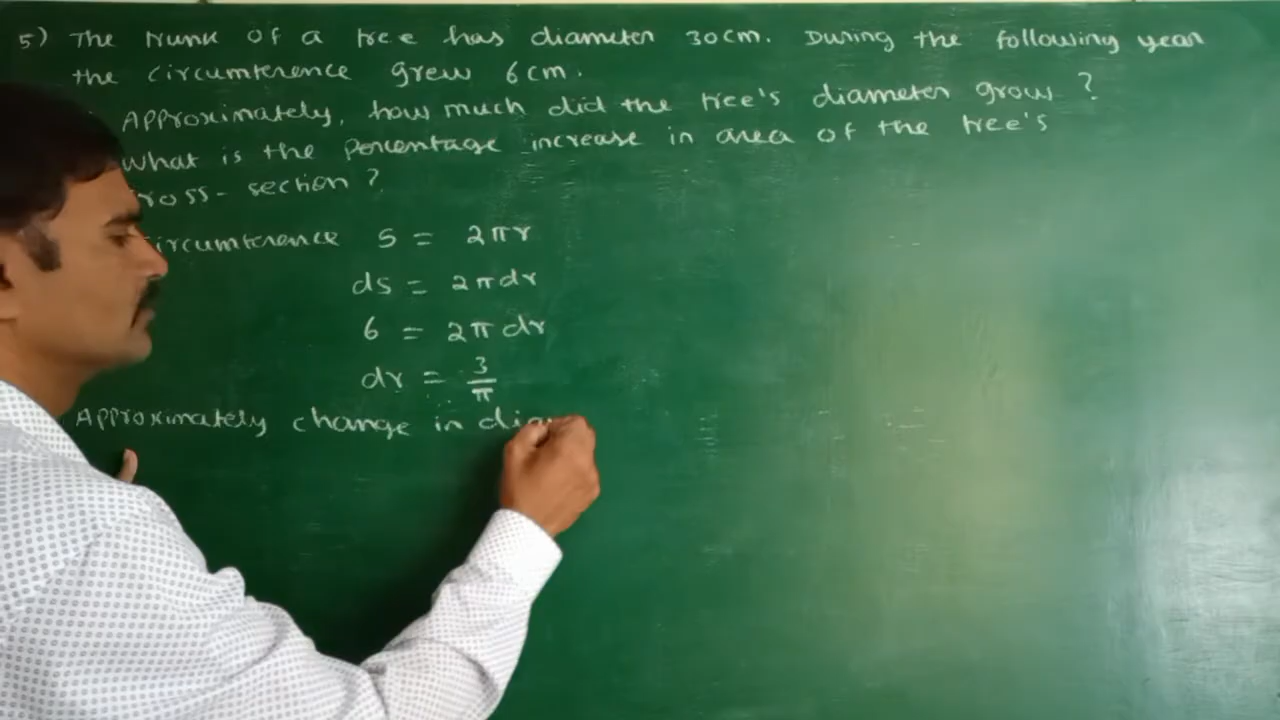 5) The trunk of a tree has diameter 30cm. During the following year
the circumference grew 6cm.
Approximately, how much did the tree's diameter grow ?
What is the percentage increase in area of the tree's
ross-section ?
ircumference S = 2πr
ds = 2πdr
6 = 2πdr
dr = 3/π
Approximately change in